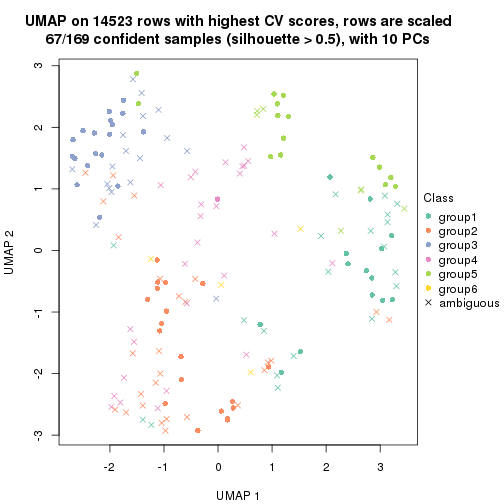 UMAP on 14523 rows with highest CV scores, rows are scaled
67/169 confident samples (silhouette > 0.5), with 10 PCs
3
2
1
0
-1
-2
-3
UMAP 2
-2
-1
0
1
2
3
UMAP 1
Class
group1
group2
group3
group4
group5
group6
ambiguous